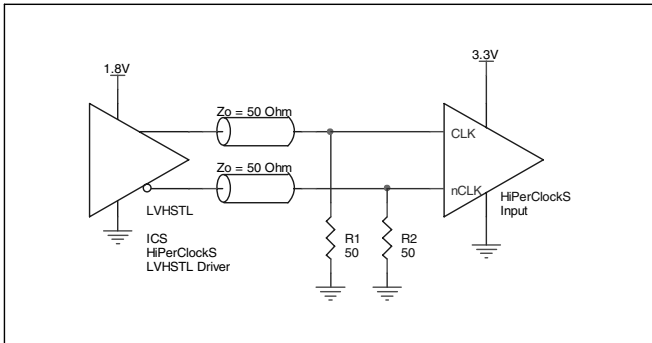 1.8V
3.3V
Zo = 50 Ohm
CLK
Zo = 50 Ohm
nCLK
HiPerClockS
Input
LVHSTL
ICS
HiPerClockS
LVHSTL Driver
R1
50
R2
50